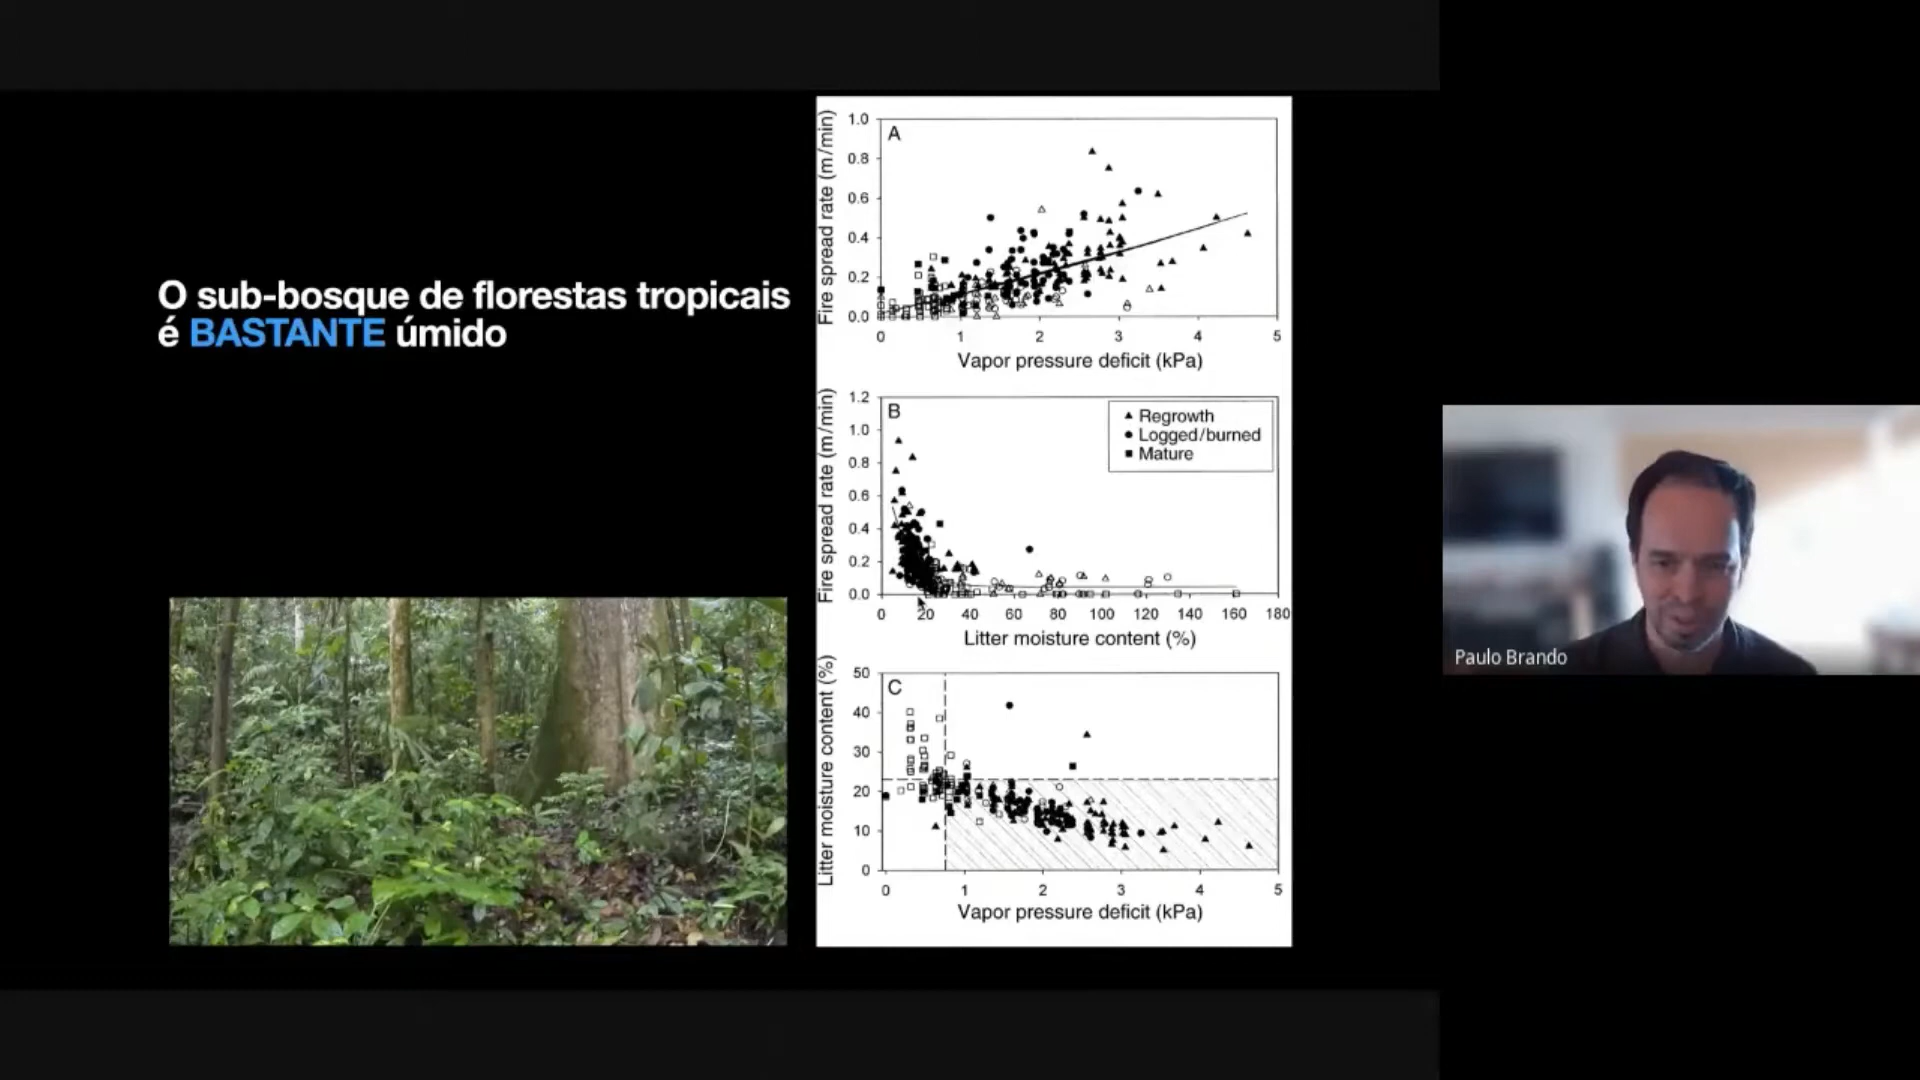 O sub-bosque de florestas tropicais
é BASTANTE úmido
A
Fire spread rate (m/min)
1.0
0.8
0.6
0.4
0.2
0.0
0 1 2 3 4 5
Vapor pressure deficit (kPa)
B
Fire spread rate (m/min)
1.2
1.0
0.8
0.6
0.4
0.2
0.0
Regrowth
Logged/burned
Mature
0 20 40 60 80 100 120 140 160 180
Litter moisture content (%)
C
Litter moisture content (%)
50
40
30
20
10
0
0 1 2 3 4 5
Vapor pressure deficit (kPa)
Paulo Brando